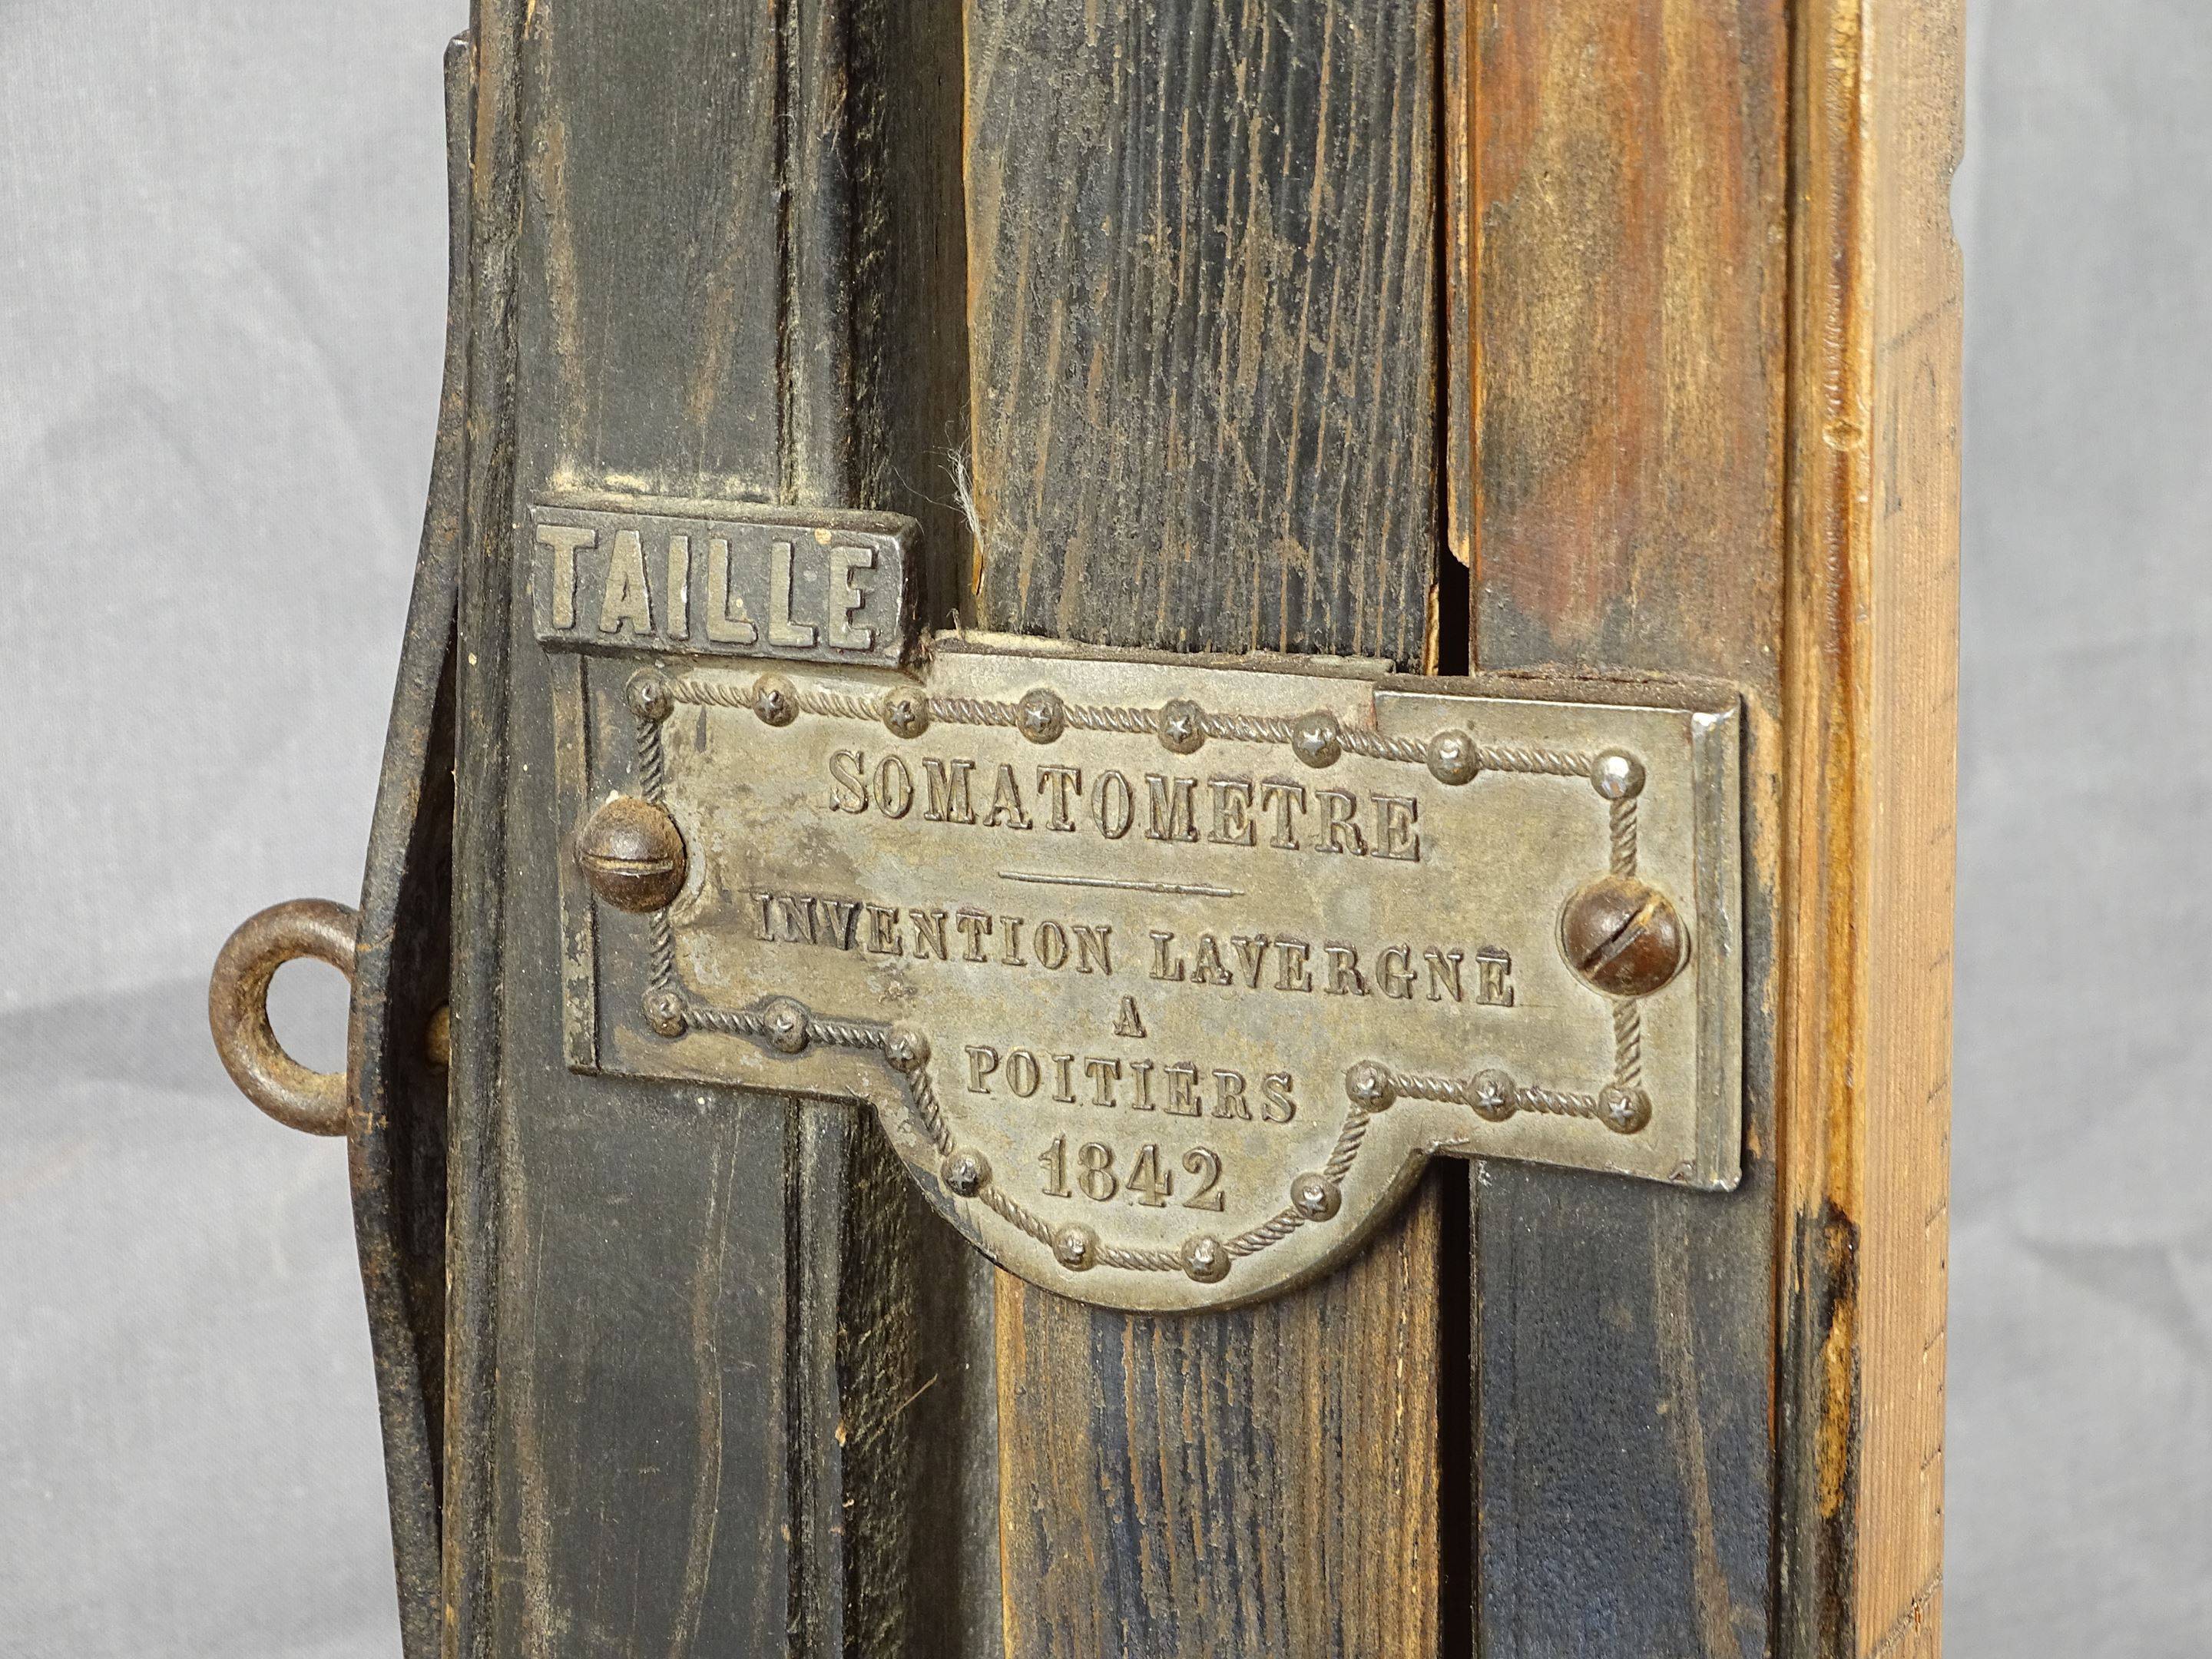 TAILLE
SOMATOMETRE
INVENTION LAVERGNE
A
POITIERS
1842